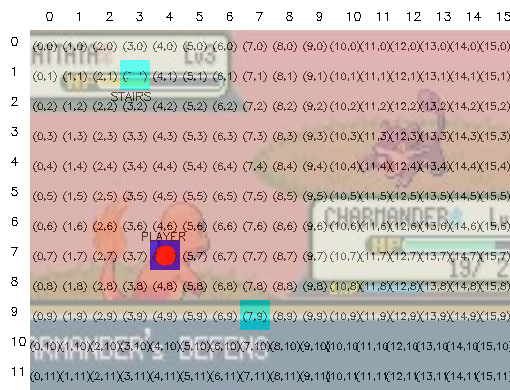 0 1 2 3 4 5 6 7 8 9 10 11 12 13 14 15
0 (0,0) (1,0) (2,0) (3,0) (4,0) (5,0) (6,0) (7,0) (8,0) (9,0) (10,0) (11,0) (12,0) (13,0) (14,0) (15,0)
ATTATA Lv3
1 (0,1) (1,1) (2,1) (4,1) (5,1) (6,1) (7,1) (8,1) (9,1) (10,1) (11,1) (12,1) (13,1) (14,1) (15,1)
STAIRS
2 (0,2) (1,2) (2,2) (3,2) (4,2) (5,2) (6,2) (7,2) (8,2) (9,2) (10,2) (11,2) (12,2) (13,2) (14,2) (15,2)
3 (0,3) (1,3) (2,3) (3,3) (4,3) (5,3) (6,3) (7,3) (8,3) (9,3) (10,3) (11,3) (12,3) (13,3) (14,3) (15,3)
4 (0,4) (1,4) (2,4) (3,4) (4,4) (5,4) (6,4) (7,4) (8,4) (9,4) (10,4) (11,4) (12,4) (13,4) (14,4) (15,4)
5 (0,5) (1,5) (2,5) (3,5) (4,5) (5,5) (6,5) (7,5) (8,5) (9,5) (10,5) (11,5) (12,5) (13,5) (14,5) (15,5)
6 (0,6) (1,6) (2,6) (3,6) (4,6) (5,6) (6,6) (7,6) (8,6) (9,6) (10,6) (11,6) (12,6) (13,6) (14,6) (15,6)
CHARMANDER♂ Lv
PLAYER
7 (0,7) (1,7) (2,7) (3,7) (5,7) (6,7) (7,7) (8,7) (9,7) (10,7) (11,7) (12,7) (13,7) (14,7) (15,7)
HP
19/ 2
8 (0,8) (1,8) (2,8) (3,8) (4,8) (5,8) (6,8) (7,8) (8,8) (9,8) (10,8) (11,8) (12,8) (13,8) (14,8) (15,8)
9 (0,9) (1,9) (2,9) (3,9) (4,9) (5,9) (6,9) (7,9) (8,9) (9,9) (10,9) (11,9) (12,9) (13,9) (14,9) (15,9)
10 (0,10) (1,10) (2,10) (3,10) (4,10) (5,10) (6,10) (7,10) (8,10) (9,10) (10,10) (11,10) (12,10) (13,10) (14,10) (15,10)
ARMANDER's DEFENS
11 (0,11) (1,11) (2,11) (3,11) (4,11) (5,11) (6,11) (7,11) (8,11) (9,11) (10,11) (11,11) (12,11) (13,11) (14,11) (15,11)